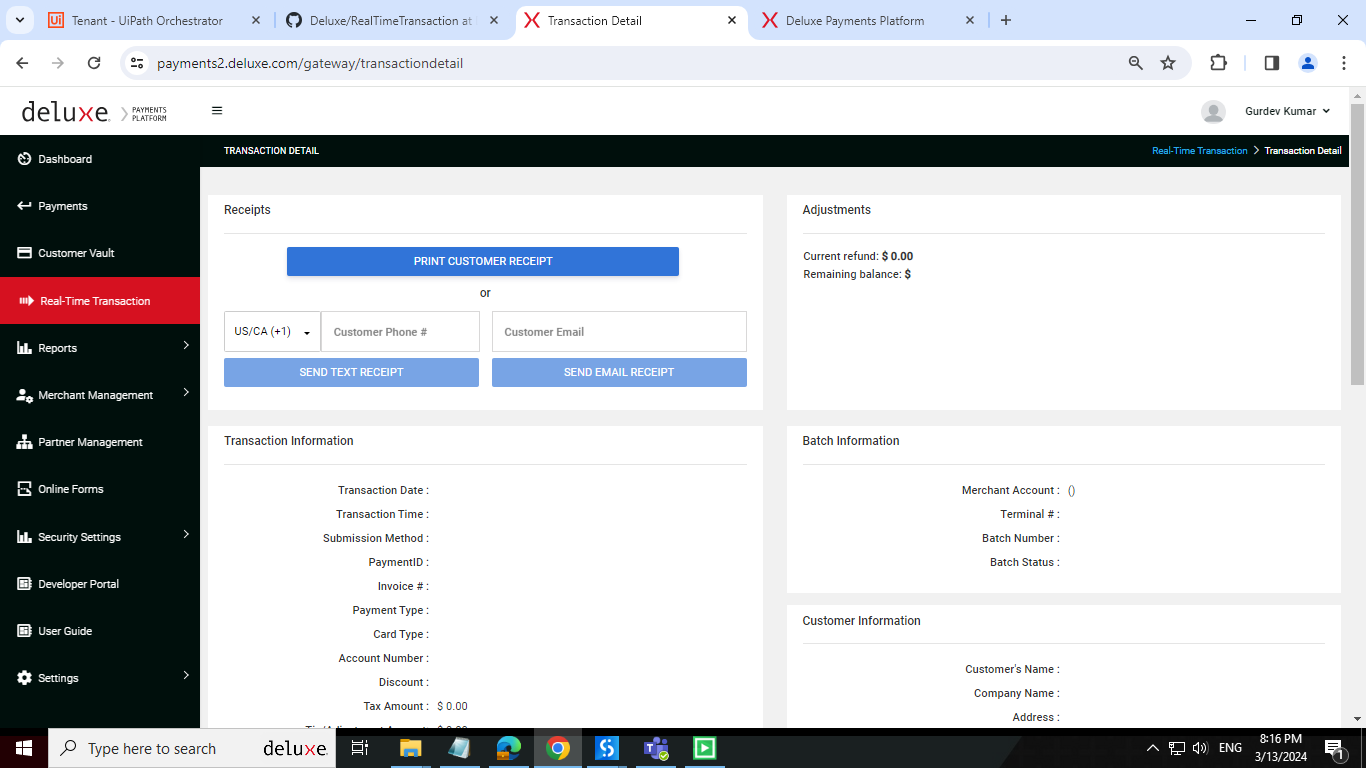 Tenant - UiPath Orchestrator
Deluxe/RealTimeTransaction at
Transaction Detail
Deluxe Payments Platform
payments2.deluxe.com/gateway/transactiondetail
deluxe. PAYMENTS PLATFORM
Gurdev Kumar
Dashboard
Payments
Customer Vault
Real-Time Transaction
Reports
Merchant Management
Partner Management
Online Forms
Security Settings
Developer Portal
User Guide
Settings
TRANSACTION DETAIL
Real-Time Transaction > Transaction Detail
Receipts
PRINT CUSTOMER RECEIPT
or
US/CA (+1)
Customer Phone #
Customer Email
SEND TEXT RECEIPT
SEND EMAIL RECEIPT
Adjustments
Current refund: $ 0.00
Remaining balance: $
Transaction Information
Transaction Date :
Transaction Time :
Submission Method :
PaymentID :
Invoice # :
Payment Type :
Card Type :
Account Number :
Discount :
Tax Amount : $ 0.00
Batch Information
Merchant Account : ()
Terminal # :
Batch Number :
Batch Status :
Customer Information
Customer's Name :
Company Name :
Address :
Type here to search
deluxe.
ENG
8:16 PM
3/13/2024
1